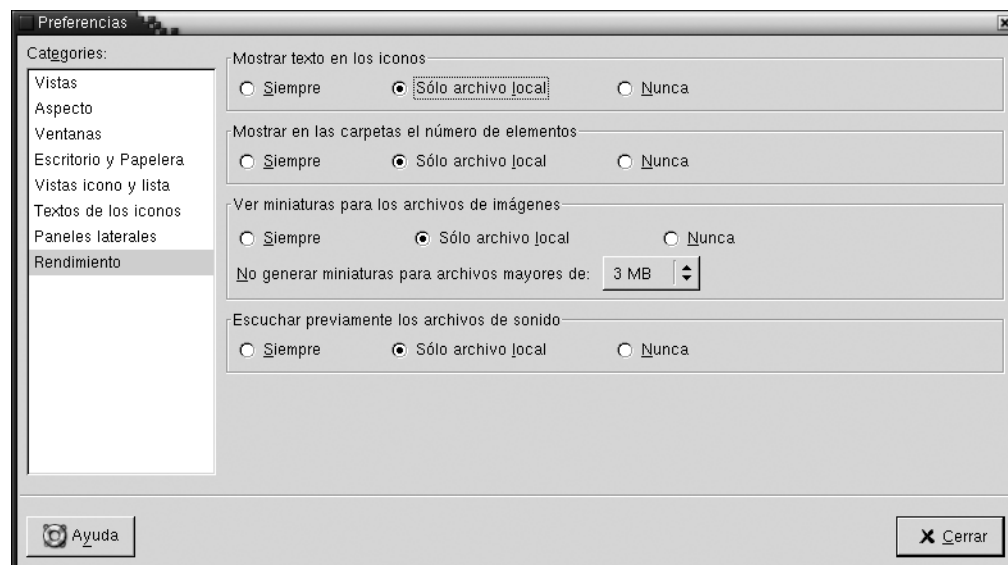 Preferencias
Categories:
Vistas
Aspecto
Ventanas
Escritorio y Papelera
Vistas icono y lista
Textos de los iconos
Paneles laterales
Rendimiento
Mostrar texto en los iconos
Siempre Sólo archivo local Nunca
Mostrar en las carpetas el número de elementos
Siempre Sólo archivo local Nunca
Ver miniaturas para los archivos de imágenes
Siempre Sólo archivo local Nunca
No generar miniaturas para archivos mayores de: 3 MB
Escuchar previamente los archivos de sonido
Siempre Sólo archivo local Nunca
Ayuda
Cerrar